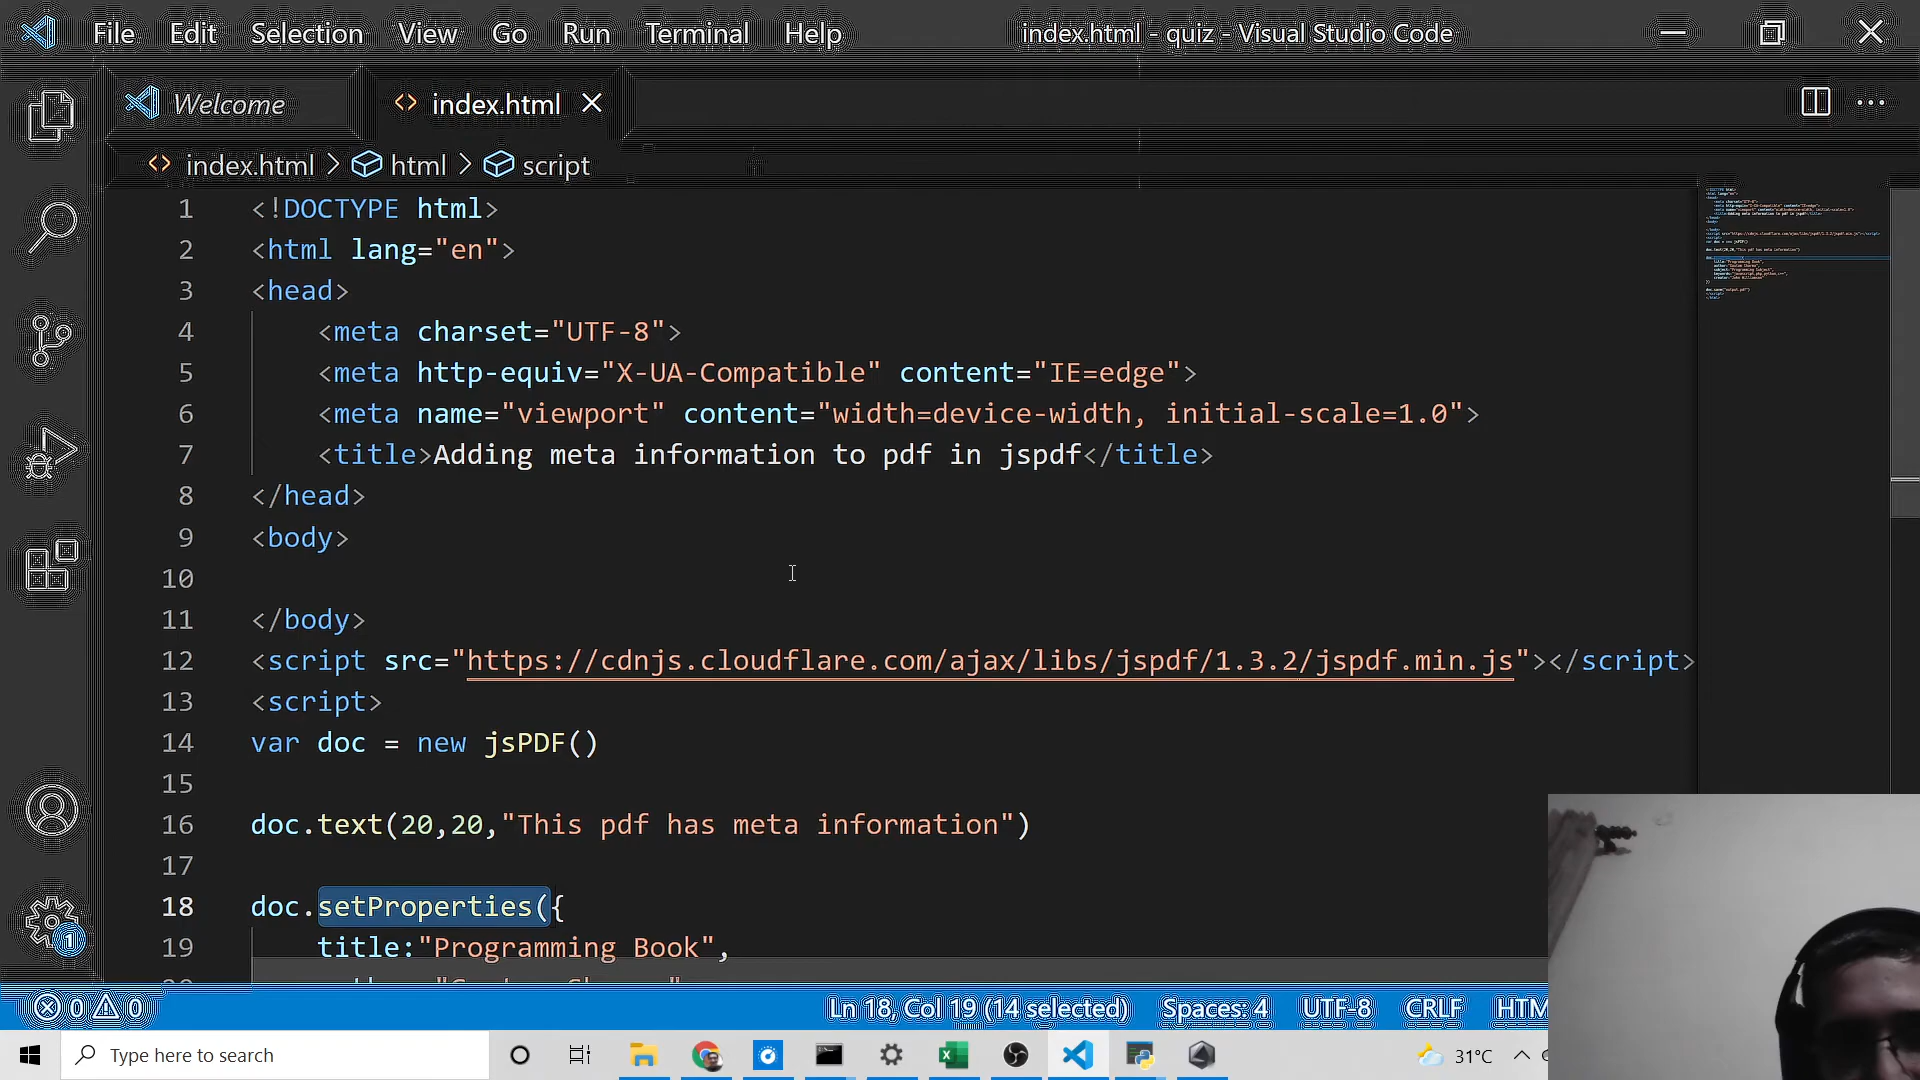 File Edit Selection View Go Run Terminal Help index.html - quiz - Visual Studio Code
Welcome index.html
index.html > html > script
1 <!DOCTYPE html>
2 <html lang="en">
3 <head>
4 <meta charset="UTF-8">
5 <meta http-equiv="X-UA-Compatible" content="IE=edge">
6 <meta name="viewport" content="width=device-width, initial-scale=1.0">
7 <title>Adding meta information to pdf in jspdf</title>
8 </head>
9 <body>
10
11 </body>
12 <script src="https://cdnjs.cloudflare.com/ajax/libs/jspdf/1.3.2/jspdf.min.js"></script>
13 <script>
14 var doc = new jsPDF()
15
16 doc.text(20,20,"This pdf has meta information")
17
18 doc.setProperties({
19 title:"Programming Book",
1
0 0 Ln 18, Col 19 (14 selected) Spaces: 4 UTF-8 CRLF HTM
Type here to search 31°C